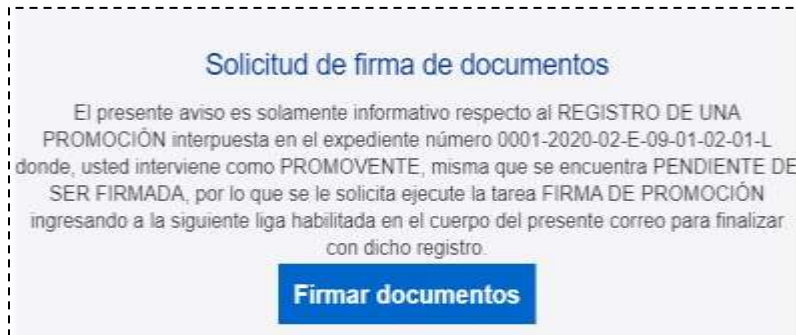 Solicitud de firma de documentos
El presente aviso es solamente informativo respecto al REGISTRO DE UNA
PROMOCIÓN interpuesta en el expediente número 0001-2020-02-E-09-01-02-01-L
donde, usted interviene como PROMOVENTE, misma que se encuentra PENDIENTE DE
SER FIRMADA, por lo que se le solicita ejecute la tarea FIRMA DE PROMOCIÓN
ingresando a la siguiente liga habilitada en el cuerpo del presente correo para finalizar
con dicho registro.
Firmar documentos